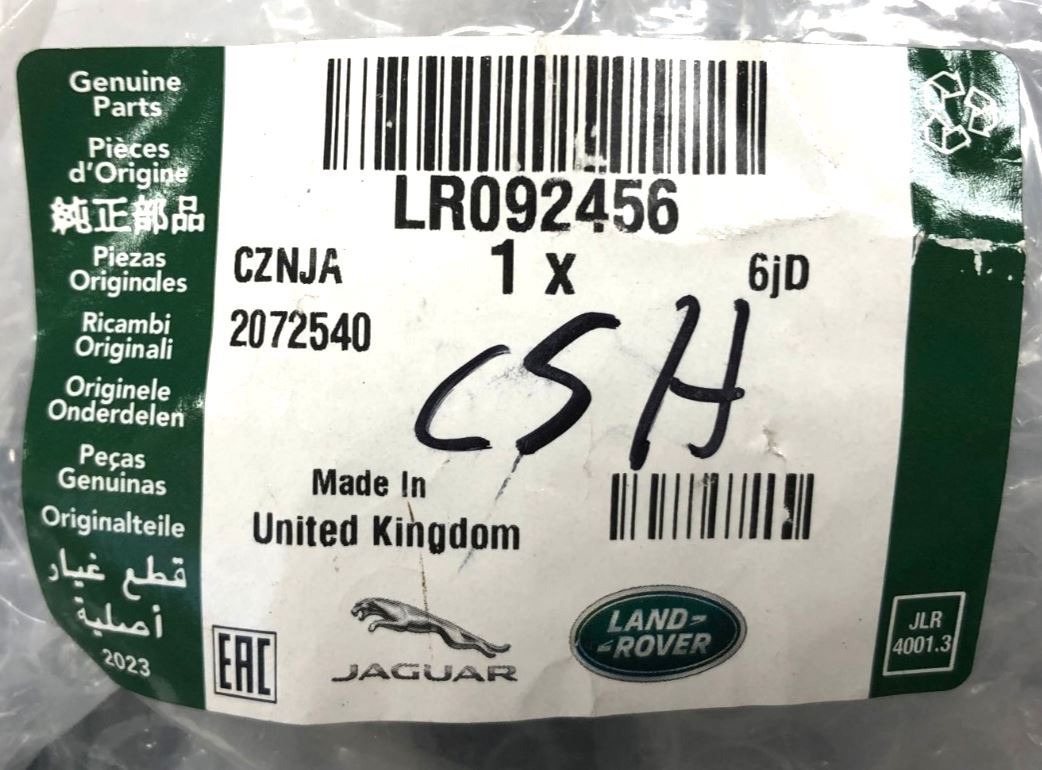 Genuine
Parts
Pièces
d'Origine
純正部品
Piezas
Originales
Ricambi
Originali
Originele
Onderdelen
Peças
Genuinas
Originalteile
قطع غيار
أصلية
2023
LR092456
CZNJA 1 x 6jD
2072540
CSH
Made In
United Kingdom
EAC
JAGUAR
LAND-
-ROVER
JLR
4001.3